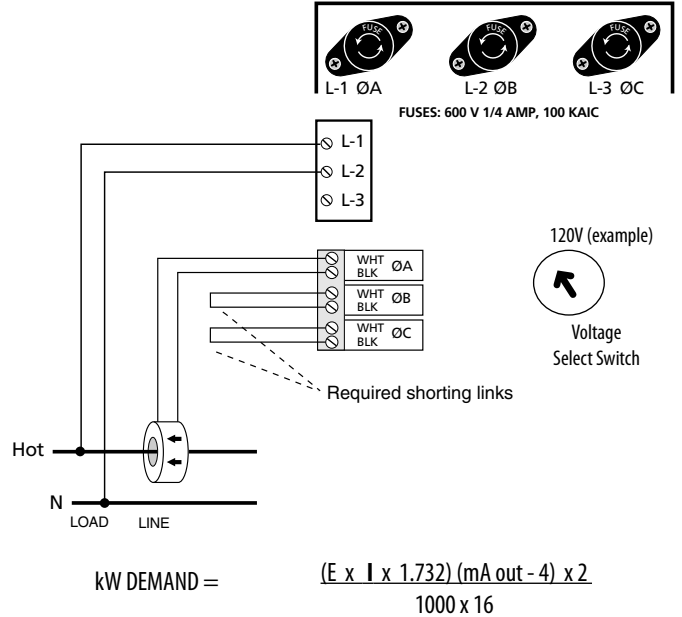 FUSE FUSE FUSE
L-1 ØA L-2 ØB L-3 ØC
FUSES: 600 V 1/4 AMP, 100 KAIC
L-1
L-2
L-3
WHT
BLK
ØA
WHT
BLK
ØB
WHT
BLK
ØC
120V (example)
Voltage
Select Switch
Required shorting links
Hot
N
LOAD LINE
kW DEMAND = (E x I x 1.732) (mA out - 4) x 2
1000 x 16